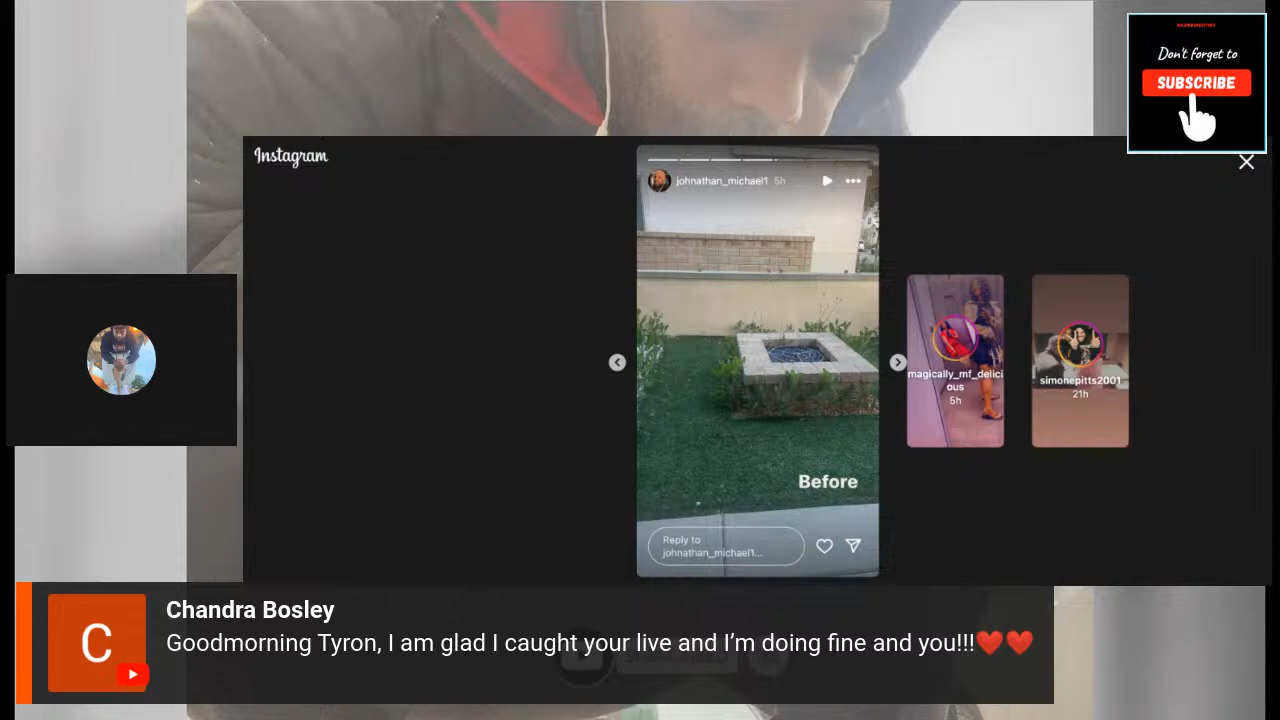 Don't forget to
SUBSCRIBE
Instagram
johnathan_michael1 5h
magically_mf_delici
ous
5h
simonepitts2001
21h
Before
Reply to
johnathan_michael1...
C
Chandra Bosley
Goodmorning Tyron, I am glad I caught your live and I’m doing fine and you!!!❤️❤️